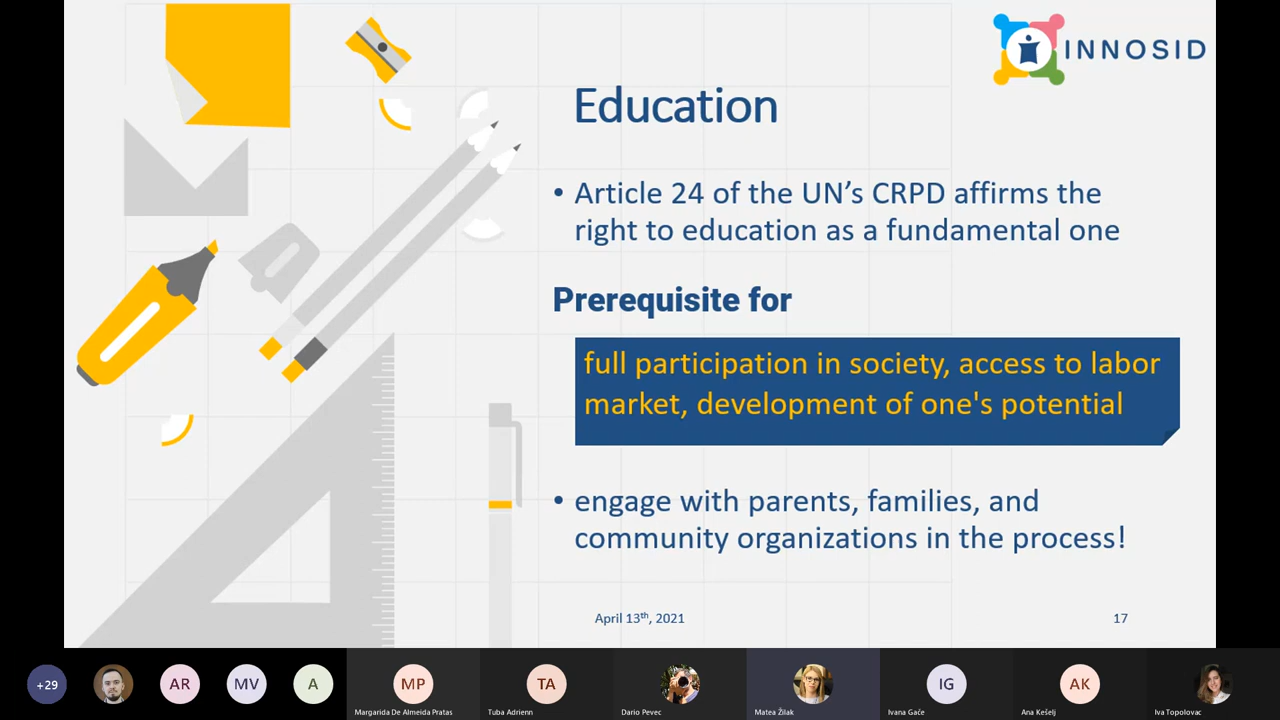 INNOSID
Education
• Article 24 of the UN’s CRPD affirms the
right to education as a fundamental one
Prerequisite for
full participation in society, access to labor
market, development of one's potential
• engage with parents, families, and
community organizations in the process!
April 13th, 2021
17
+29
AR
MV
A
MP
TA
IG
AK
Margarida De Almeida Pratas
Tuba Adrienn
Dario Pevec
Matea Žilak
Ivana Gaće
Ana Kešelj
Iva Topolovac